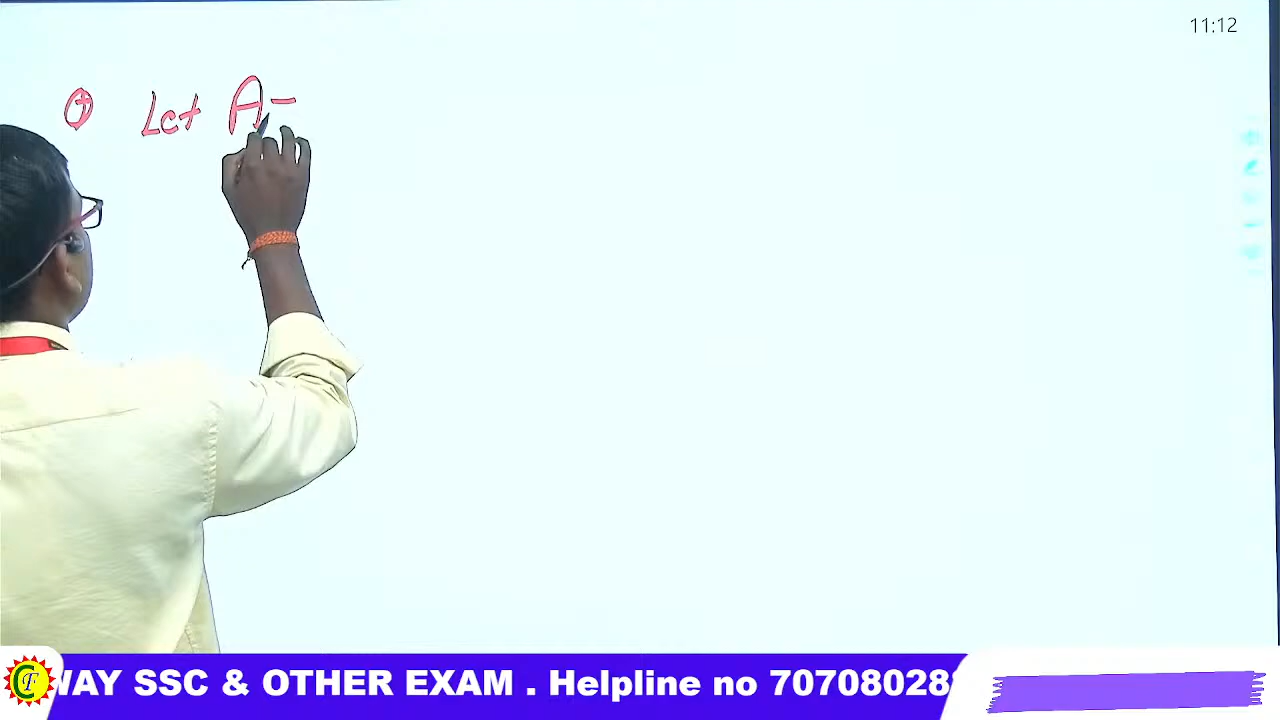 11:12
Let A =
WAY SSC & OTHER EXAM . Helpline no 70708028